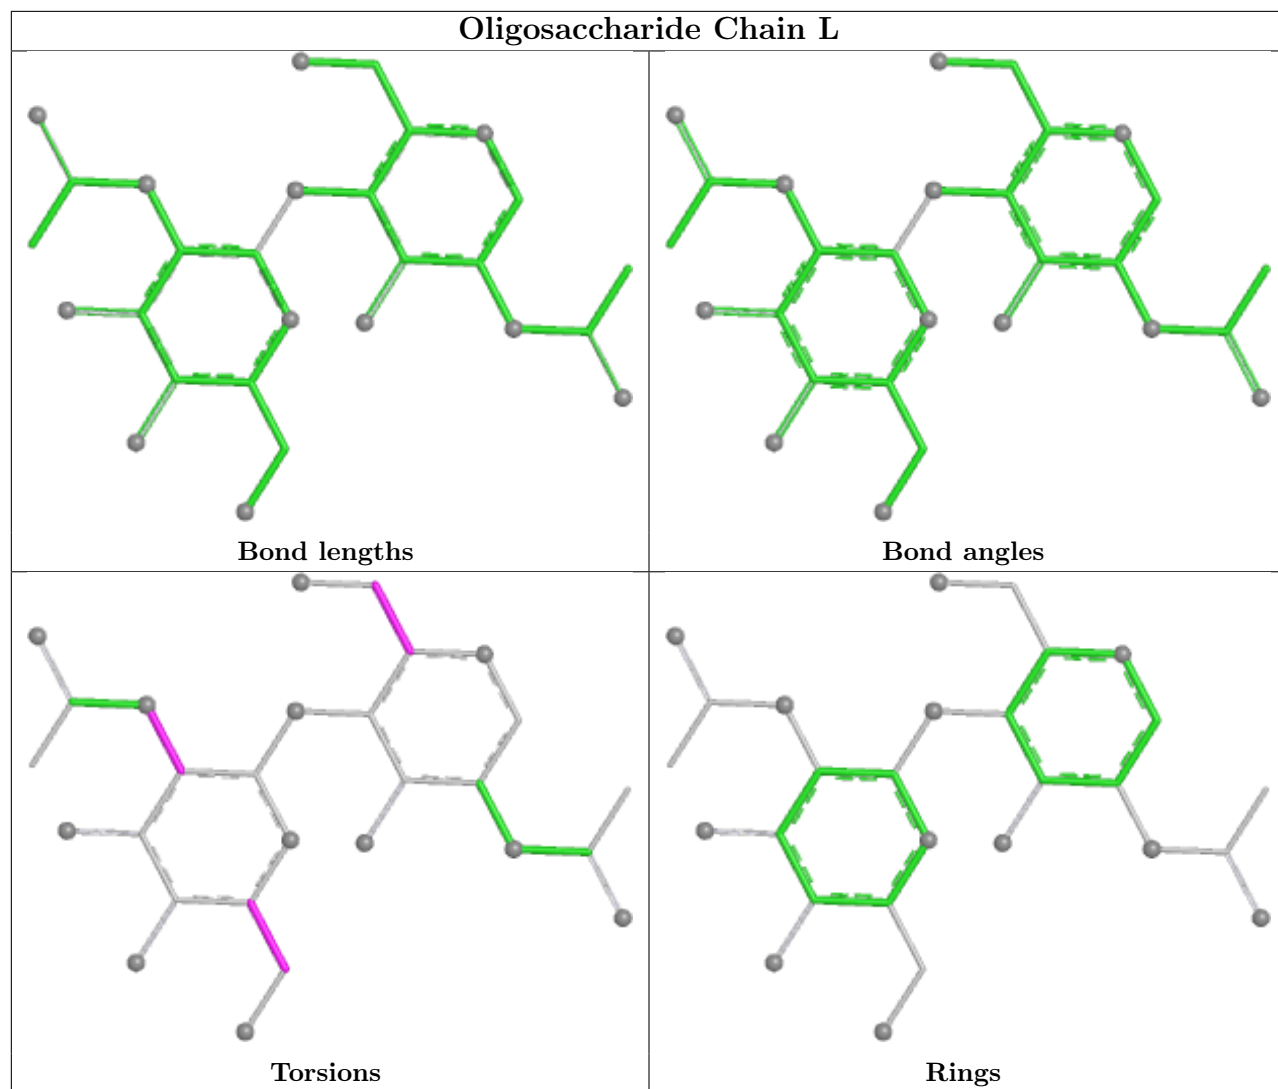 Oligosaccharide Chain L
Bond lengths
Bond angles
Torsions
Rings